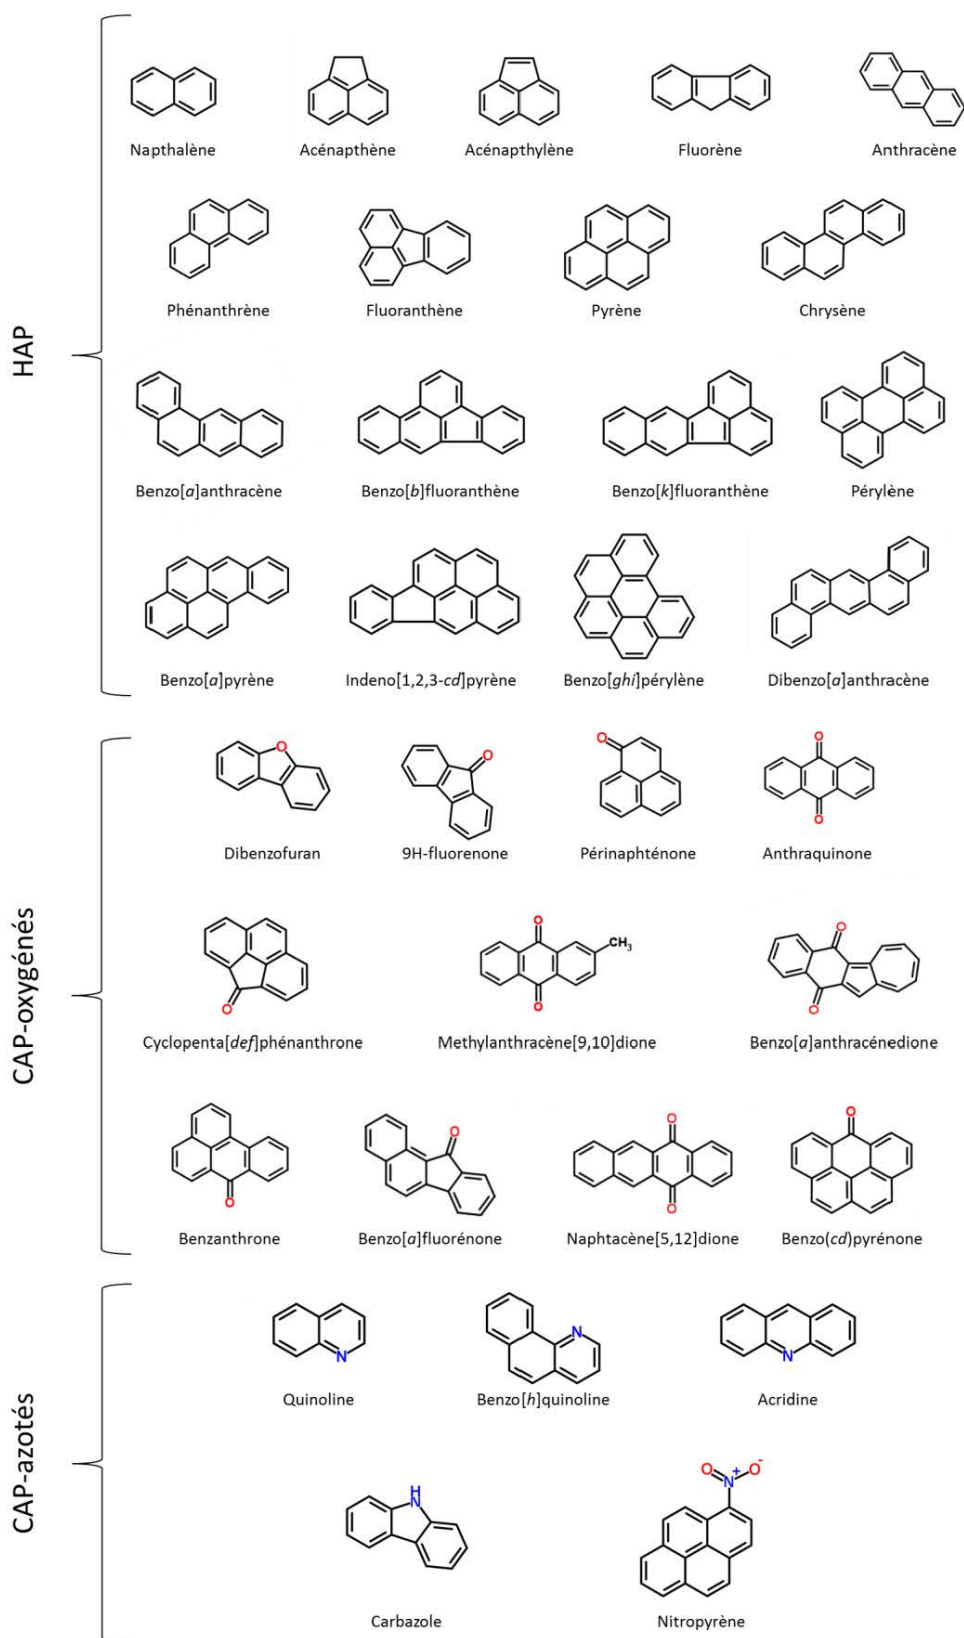 HAP
Napthalène
Acénapthène
Acénapthylène
Fluorène
Anthracène
Phénanthrène
Fluoranthène
Pyrène
Chrysène
Benzo[a]anthracène
Benzo[b]fluoranthène
Benzo[k]fluoranthène
Pérylène
Benzo[a]pyrène
Indeno[1,2,3-cd]pyrène
Benzo[ghi]pérylène
Dibenzo[a]anthracène
CAP-oxygénés
O
O
O
O
O
Dibenzofuran
9H-fluorenone
Périnaphténone
Anthraquinone
O
O
O
CH3
O
O
Cyclopenta[def]phénanthrone
Methylanthracène[9,10]dione
Benzo[a]anthracénedione
O
O
O
O
O
Benzanthrone
Benzo[a]fluorénone
Naphtacène[5,12]dione
Benzo(cd)pyrénone
CAP-azotés
N
N
N
Quinoline
Benzo[h]quinoline
Acridine
H
N
O N+ O-
Carbazole
Nitropyrène